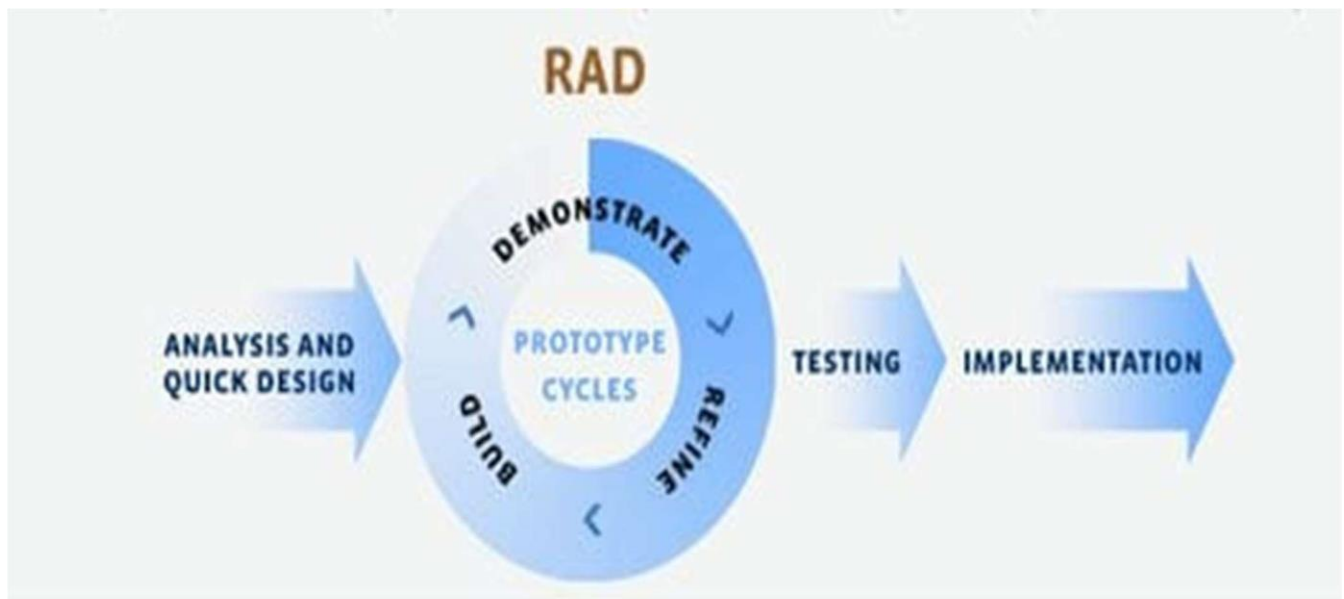 RAD
ANALYSIS AND
QUICK DESIGN
DEMONSTRATE
REFINE
BUILD
PROTOTYPE
CYCLES
TESTING
IMPLEMENTATION